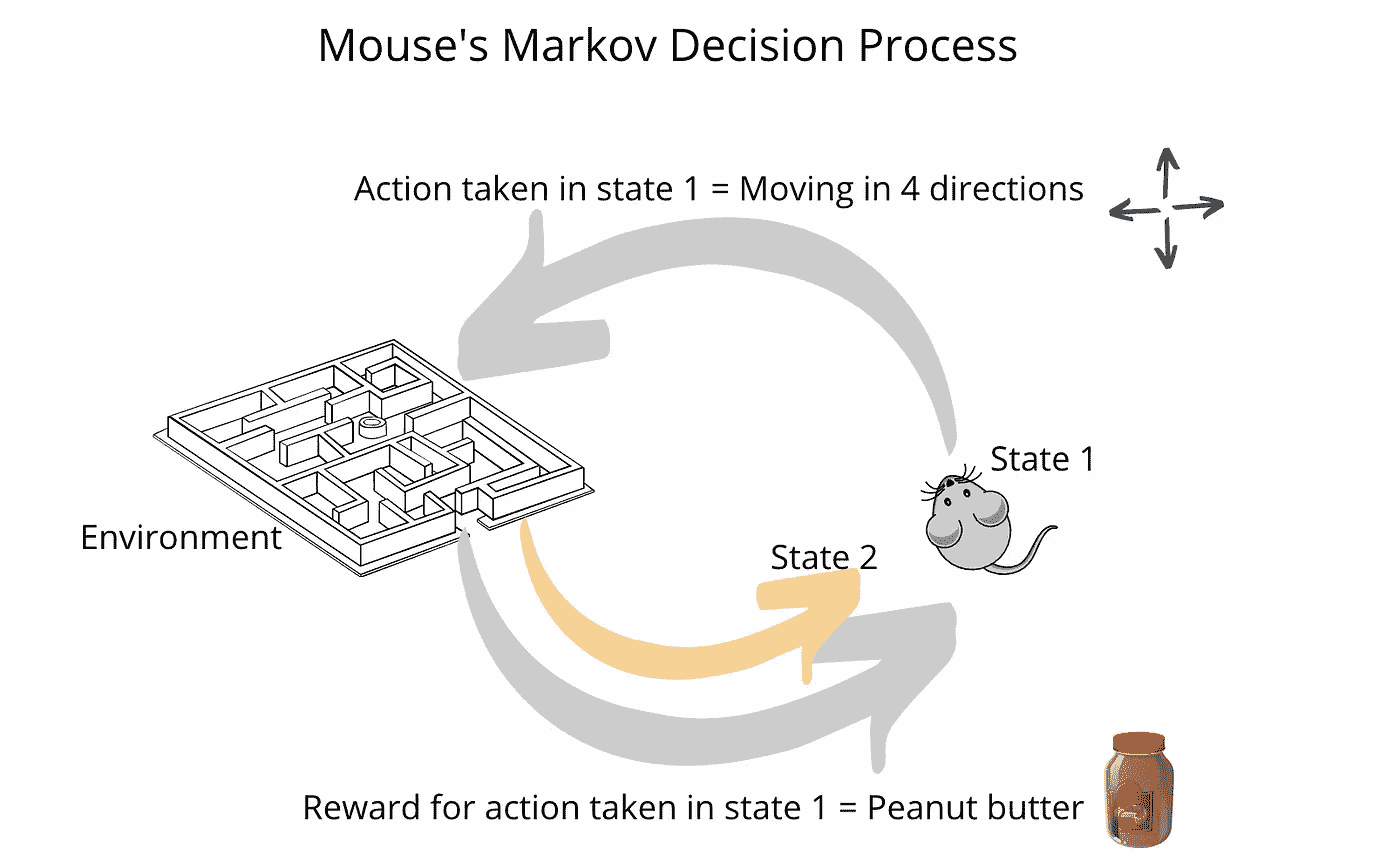 Mouse's Markov Decision Process
Action taken in state 1 = Moving in 4 directions
State 1
Environment
State 2
Reward for action taken in state 1 = Peanut butter